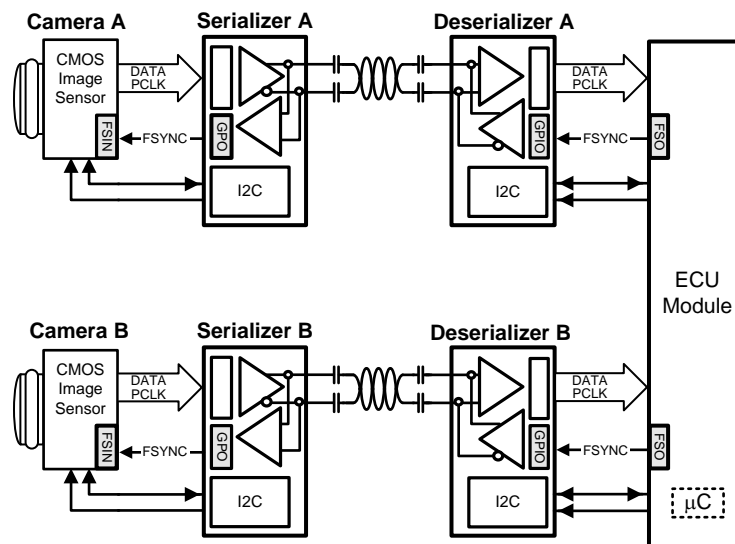 Camera A
Serializer A
Deserializer A
CMOS
Image
Sensor
DATA
PCLK
DATA
PCLK
FSIN
FSYNC
GPO
GPIO
FSYNC
FSO
I2C
I2C
ECU
Module
Camera B
Serializer B
Deserializer B
CMOS
Image
Sensor
DATA
PCLK
DATA
PCLK
FSIN
FSYNC
GPO
GPIO
FSYNC
FSO
I2C
I2C
μC